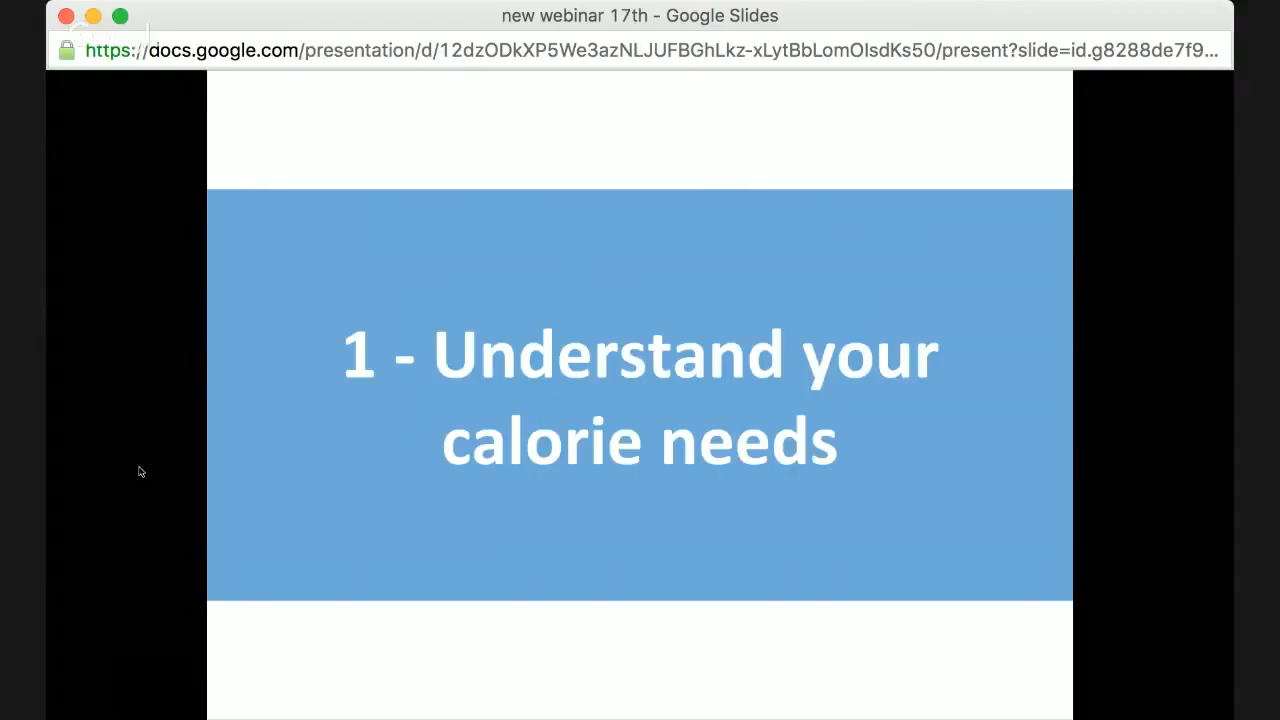 new webinar 17th - Google Slides
https://docs.google.com/presentation/d/12dzODkXP5We3azNLJUFBGhLkz-xLytBbLomOIsdKs50/present?slide=id.g8288de7f9...
1 - Understand your
calorie needs